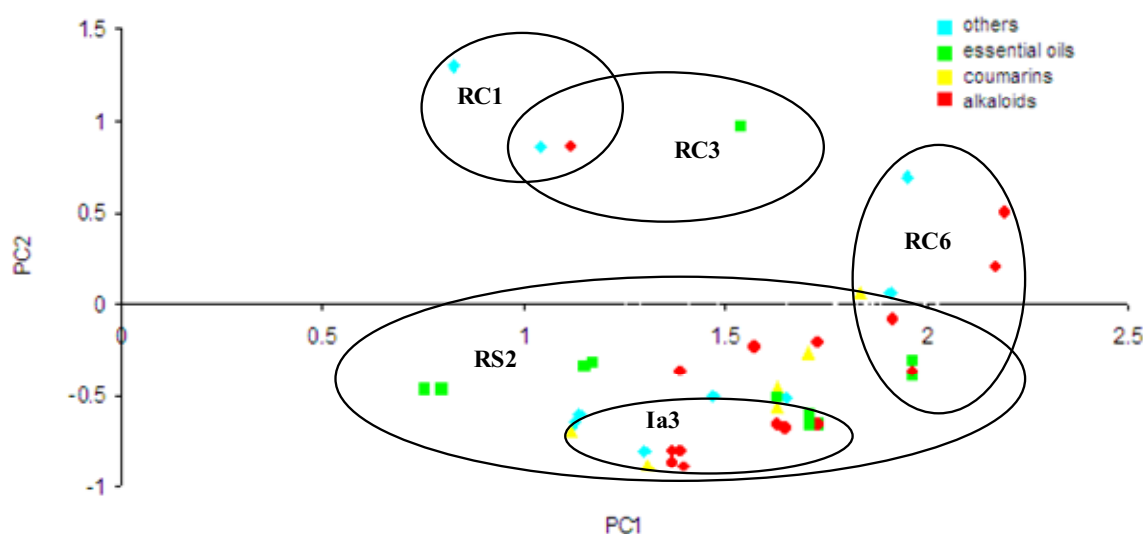 1.5
others
essential oils
coumarins
alkaloids
RC1
1
RC3
0.5
RC6
PC2
0
0
0.5
1
1.5
2
2.5
RS2
-0.5
Ia3
-1
PC1